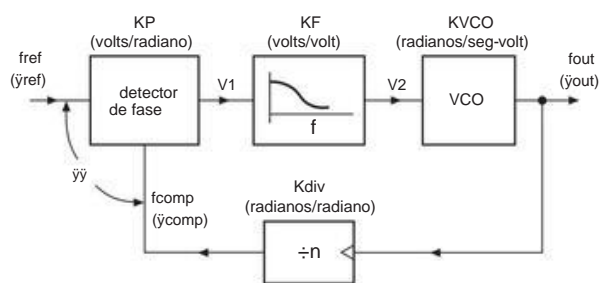 KP
(volts/radiano)
KF
(volts/volt)
KVCO
(radianos/seg-volt)
fref
(ÿref)
detector
de fase
V1
f
V2
VCO
fout
(ÿout)
ÿÿ
fcomp
(ÿcomp)
Kdiv
(radianos/radiano)
÷n